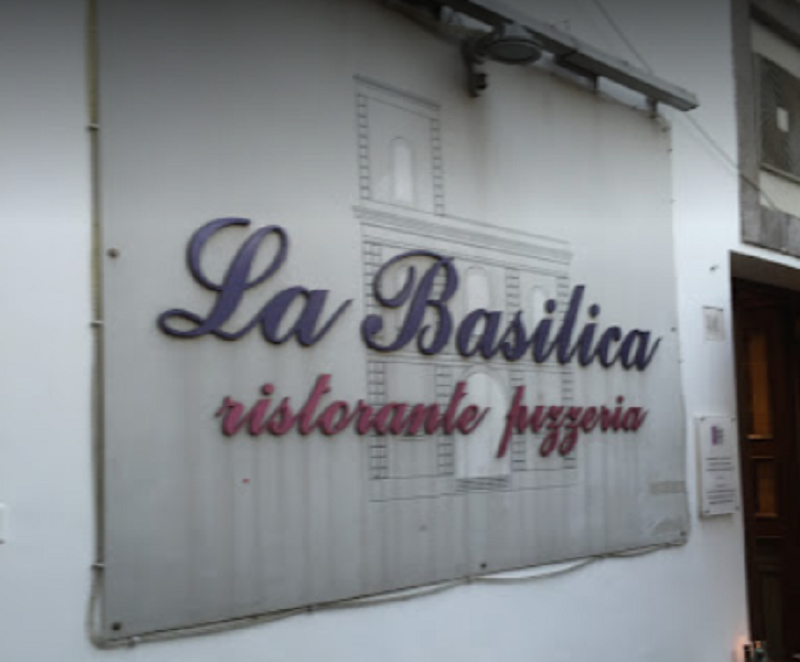 La Basilica
ristorante pizzeria